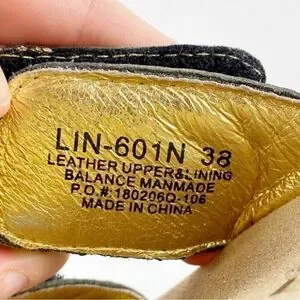 LIN-601N 38
LEATHER UPPER&LINING
BALANCE MANMADE
P.O.#:180206Q-106
MADE IN CHINA